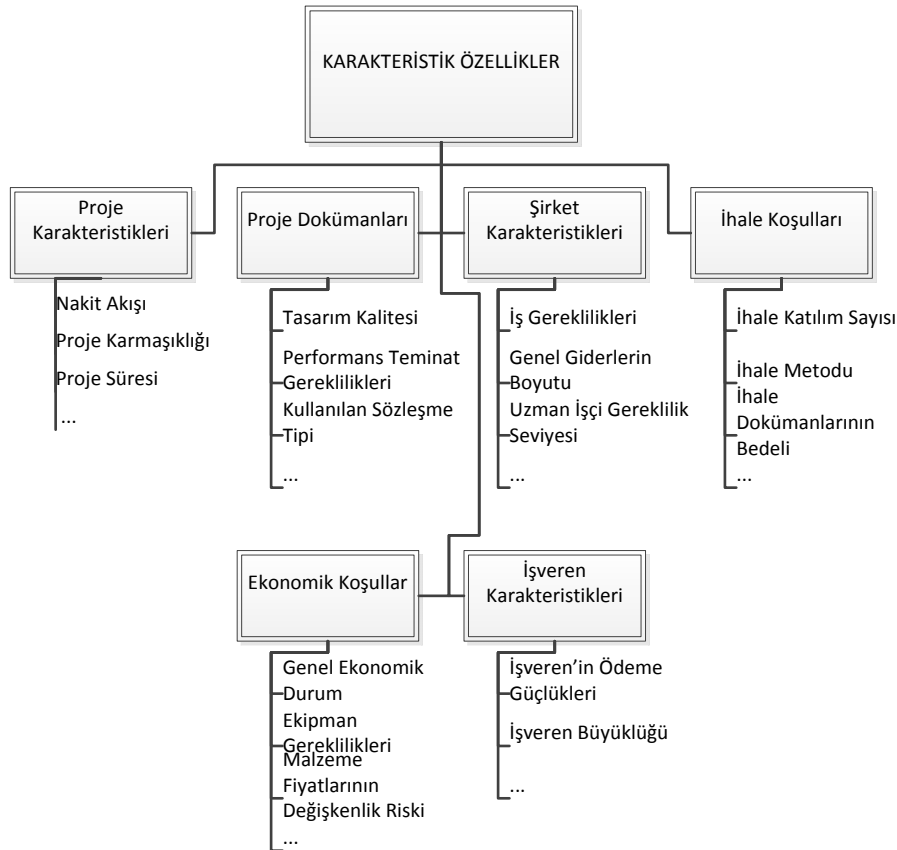 KARAKTERİSTİK ÖZELLİKLER
Proje
Karakteristikleri
Nakit Akışı
Proje Karmaşıklığı
Proje Süresi
...
Proje Dokümanları
Tasarım Kalitesi
Performans Teminat
Gereklilikleri
Kullanılan Sözleşme
Tipi
...
Şirket
Karakteristikleri
İş Gereklilikleri
Genel Giderlerin
Boyutu
Uzman İşçi Gereklilik
Seviyesi
...
İhale Koşulları
İhale Katılım Sayısı
İhale Metodu
İhale
Dokümanlarının
Bedeli
...
Ekonomik Koşullar
Genel Ekonomik
Durum
Ekipman
Gereklilikleri
Malzeme
Fiyatlarının
Değişkenlik Riski
...
İşveren
Karakteristikleri
İşveren’in Ödeme
Güçlükleri
İşveren Büyüklüğü
...